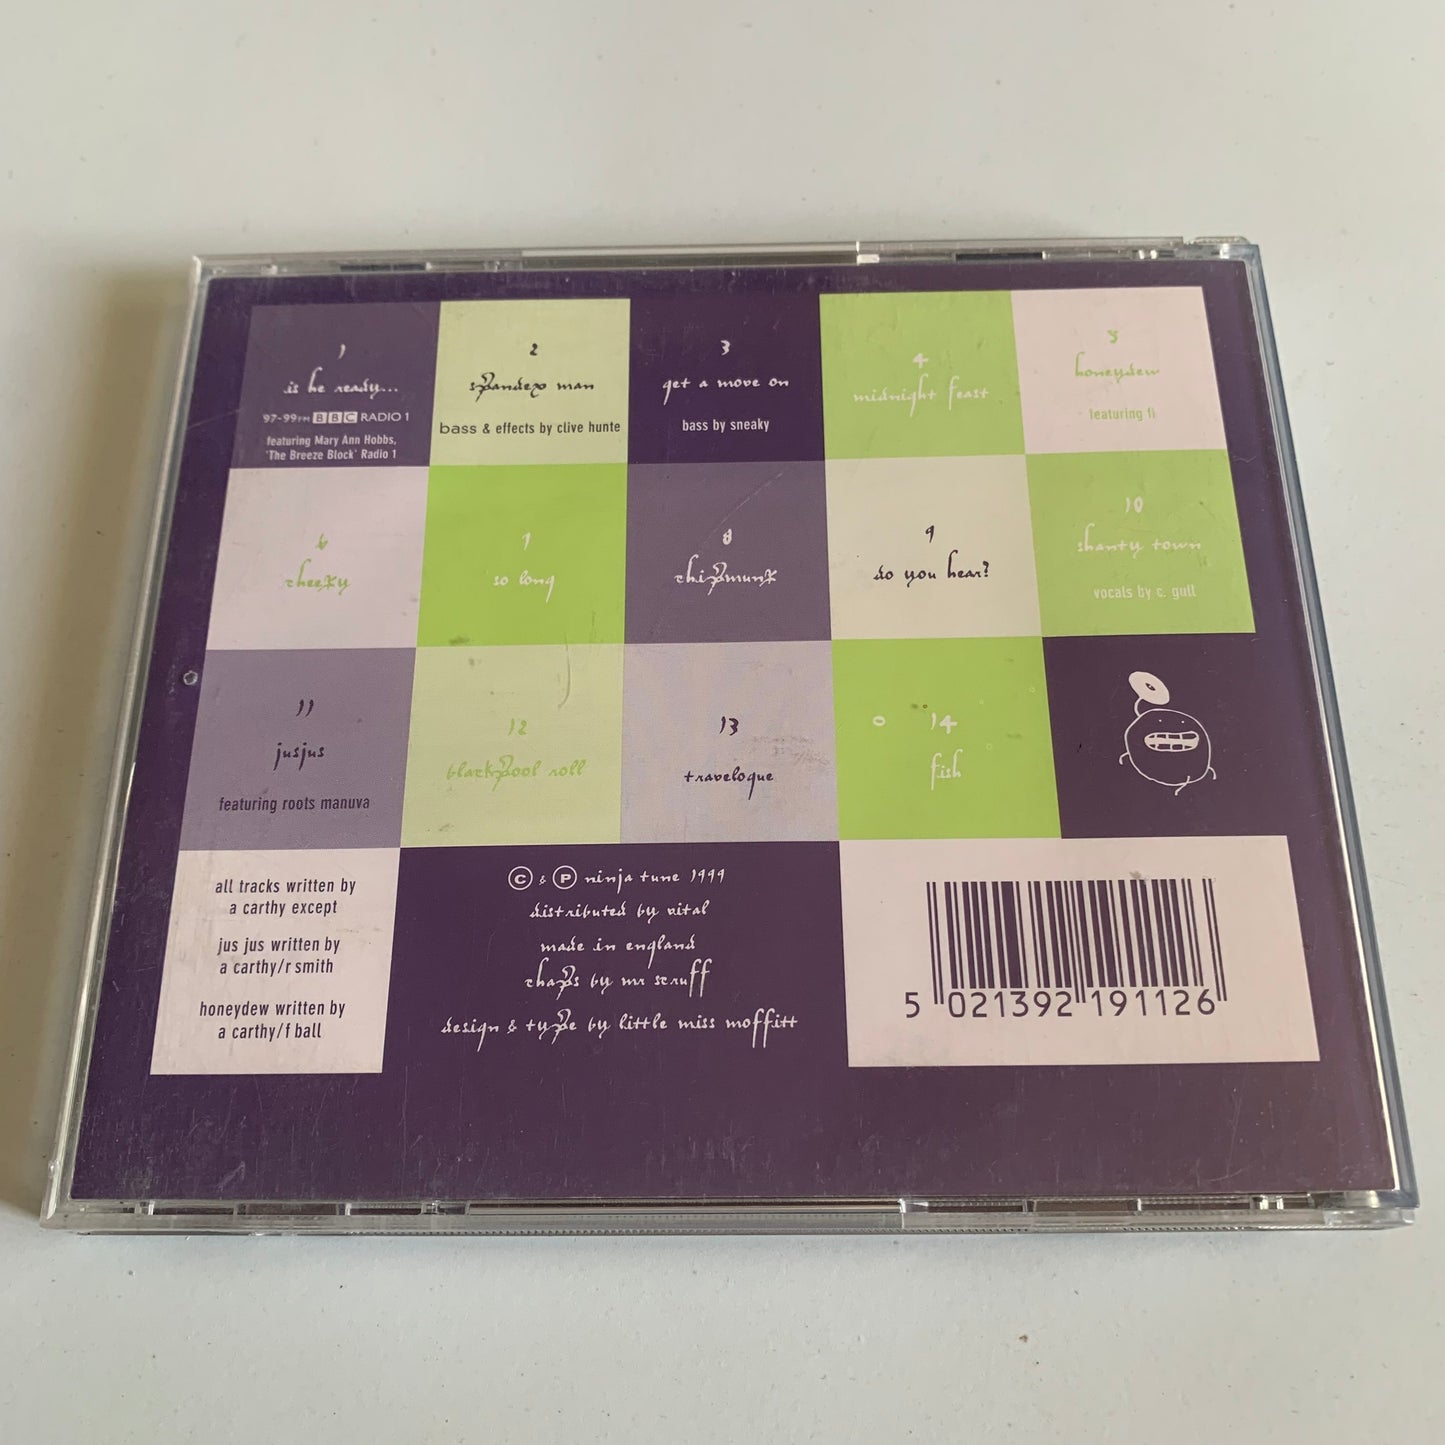 1
is he ready...
97-99FM BBC RADIO 1
featuring Mary Ann Hobbs,
'The Breeze Block' Radio 1
2
spandex man
bass & effects by clive hunte
3
get a move on
bass by sneaky
4
midnight feast
5
honeydew
featuring fi
6
cheeky
7
so long
8
chipmunk
9
do you hear?
10
shanty town
vocals by c. gull
11
jusjus
featuring roots manuva
12
blackpool roll
13
traveloque
14
fish
all tracks written by
a carthy except
jus jus written by
a carthy/r smith
honeydew written by
a carthy/f ball
© & ℗ ninja tune 1999
distributed by vital
made in england
chaps by mr scruff
design & type by little miss moffitt
5 021392 191126